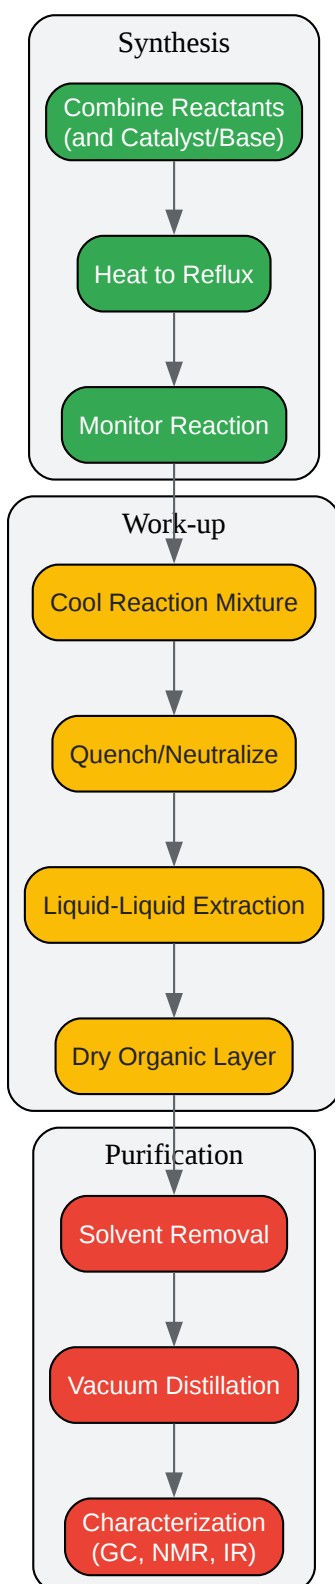 Synthesis
Combine Reactants
(and Catalyst/Base)
Heat to Reflux
Monitor Reaction
Work-up
Cool Reaction Mixture
Quench/Neutralize
Liquid-Liquid Extraction
Dry Organic Layer
Purification
Solvent Removal
Vacuum Distillation
Characterization
(GC, NMR, IR)